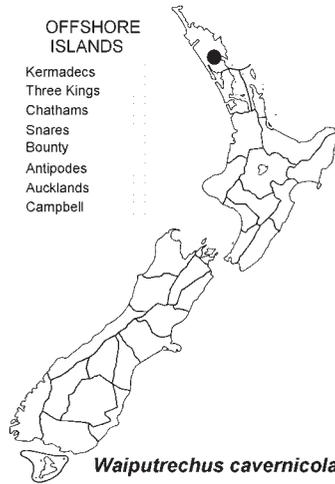 OFFSHORE
ISLANDS
Kermadecs
Three Kings
Chathams
Snares
Bounty
Antipodes
Aucklands
Campbell
Waiputrechus cavernicola